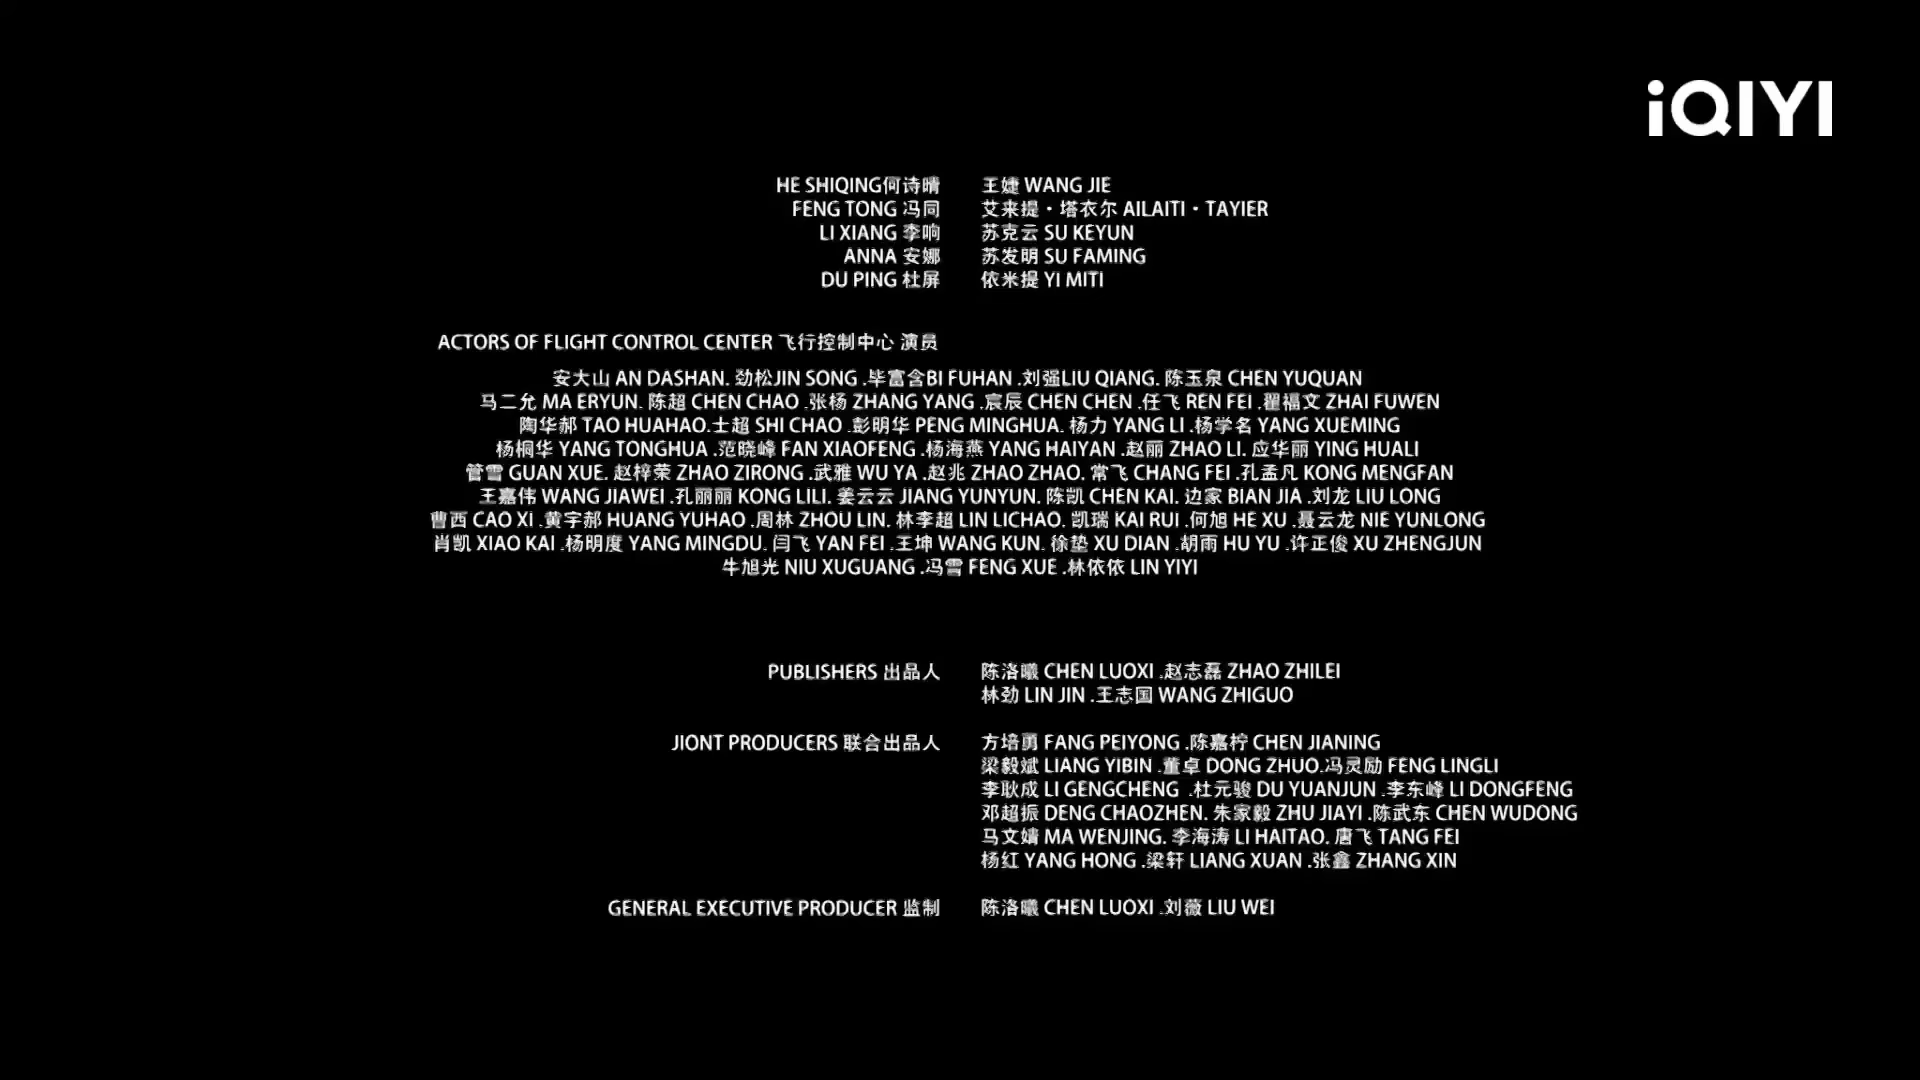 iQIYI
HE SHIQING何诗晴 王婕 WANG JIE
FENG TONG 冯同 艾来提·塔衣尔 AILAITI·TAYIER
LI XIANG 李响 苏克云 SU KEYUN
ANNA 安娜 苏发明 SU FAMING
DU PING 杜屏 依米提 YI MITI
ACTORS OF FLIGHT CONTROL CENTER 飞行控制中心 演员
安大山 AN DASHAN. 劲松JIN SONG .毕富含BI FUHAN .刘强LIU QIANG. 陈玉泉 CHEN YUQUAN
马二允 MA ERYUN. 陈超 CHEN CHAO .张杨 ZHANG YANG .宸辰 CHEN CHEN .任飞 REN FEI .翟福文 ZHAI FUWEN
陶华郝 TAO HUAHAO.士超 SHI CHAO .彭明华 PENG MINGHUA. 杨力 YANG LI .杨学名 YANG XUEMING
杨桐华 YANG TONGHUA .范晓峰 FAN XIAOFENG .杨海燕 YANG HAIYAN .赵丽 ZHAO LI. 应华丽 YING HUALI
管雪 GUAN XUE. 赵梓荣 ZHAO ZIRONG .武雅 WU YA .赵兆 ZHAO ZHAO. 常飞 CHANG FEI .孔孟凡 KONG MENGFAN
王嘉伟 WANG JIAWEI .孔丽丽 KONG LILI. 姜云云 JIANG YUNYUN. 陈凯 CHEN KAI. 边家 BIAN JIA .刘龙 LIU LONG
曹西 CAO XI .黄宇郝 HUANG YUHAO .周林 ZHOU LIN. 林李超 LIN LICHAO. 凯瑞 KAI RUI .何旭 HE XU .聂云龙 NIE YUNLONG
肖凯 XIAO KAI .杨明度 YANG MINGDU. 闫飞 YAN FEI .王坤 WANG KUN. 徐垫 XU DIAN .胡雨 HU YU .许正俊 XU ZHENGJUN
牛旭光 NIU XUGUANG .冯雪 FENG XUE .林依依 LIN YIYI
PUBLISHERS 出品人 陈洛曦 CHEN LUOXI .赵志磊 ZHAO ZHILEI
林劲 LIN JIN .王志国 WANG ZHIGUO
JIONT PRODUCERS 联合出品人 方培勇 FANG PEIYONG .陈嘉柠 CHEN JIANING
梁毅斌 LIANG YIBIN .董卓 DONG ZHUO.冯灵励 FENG LINGLI
李耿成 LI GENGCHENG .杜元骏 DU YUANJUN .李东峰 LI DONGFENG
邓超振 DENG CHAOZHEN. 朱家毅 ZHU JIAYI .陈武东 CHEN WUDONG
马文婧 MA WENJING. 李海涛 LI HAITAO. 唐飞 TANG FEI
杨红 YANG HONG .梁轩 LIANG XUAN .张鑫 ZHANG XIN
GENERAL EXECUTIVE PRODUCER 监制 陈洛曦 CHEN LUOXI .刘薇 LIU WEI